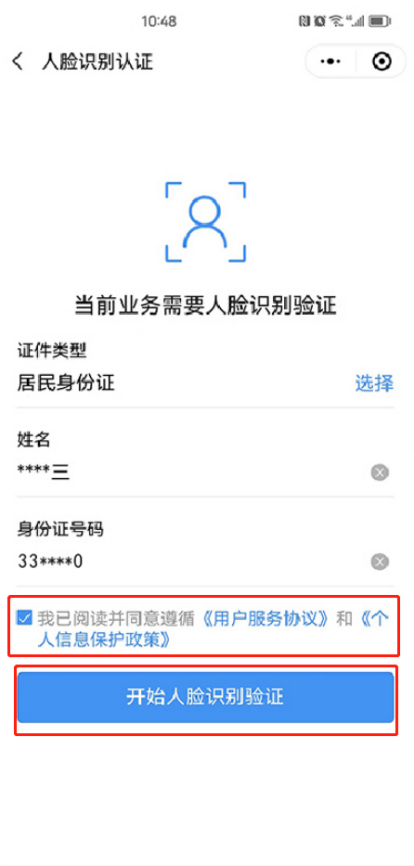 10:48
人脸识别认证
当前业务需要人脸识别验证
证件类型
居民身份证 选择
姓名
****三
身份证号码
33****0
我已阅读并同意遵循《用户服务协议》和《个
人信息保护政策》
开始人脸识别验证